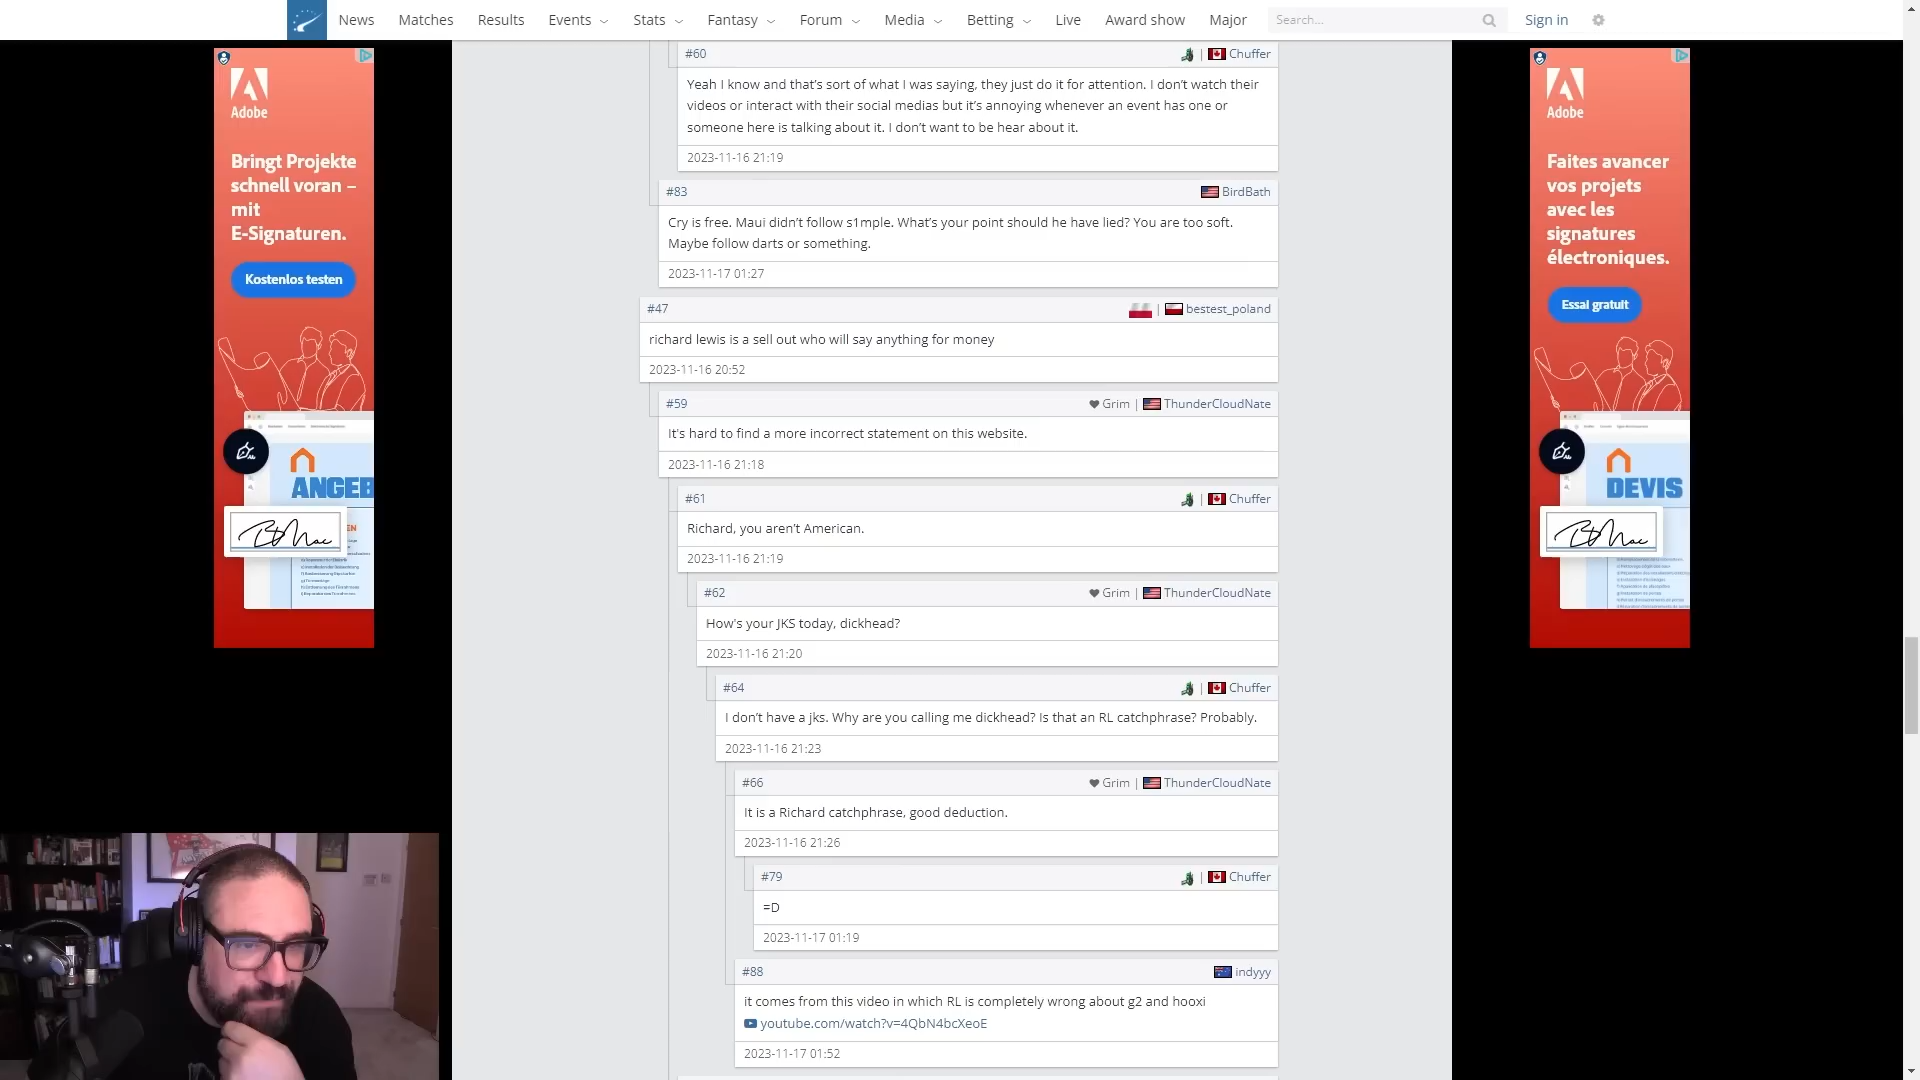 News
Matches
Results
Events
Stats
Fantasy
Forum
Media
Betting
Live
Award show
Major
Search...
Sign in
Adobe
Bringt Projekte
schnell voran –
mit
E-Signaturen.
Kostenlos testen
ANGEB
#60
| Chuffer
Yeah I know and that’s sort of what I was saying, they just do it for attention. I don’t watch their
videos or interact with their social medias but it’s annoying whenever an event has one or
someone here is talking about it. I don’t want to be hear about it.
2023-11-16 21:19
#83
BirdBath
Cry is free. Maui didn’t follow s1mple. What’s your point should he have lied? You are too soft.
Maybe follow darts or something.
2023-11-17 01:27
#47
| bestest_poland
richard lewis is a sell out who will say anything for money
2023-11-16 20:52
#59
Grim | ThunderCloudNate
It's hard to find a more incorrect statement on this website.
2023-11-16 21:18
#61
| Chuffer
Richard, you aren’t American.
2023-11-16 21:19
#62
Grim | ThunderCloudNate
How's your JKS today, dickhead?
2023-11-16 21:20
#64
| Chuffer
I don’t have a jks. Why are you calling me dickhead? Is that an RL catchphrase? Probably.
2023-11-16 21:23
#66
Grim | ThunderCloudNate
It is a Richard catchphrase, good deduction.
2023-11-16 21:26
#79
| Chuffer
=D
2023-11-17 01:19
#88
indyyy
it comes from this video in which RL is completely wrong about g2 and hooxi
youtube.com/watch?v=4QbN4bcXeoE
2023-11-17 01:52
Adobe
Faites avancer
vos projets
avec les
signatures
électroniques.
Essai gratuit
DEVIS